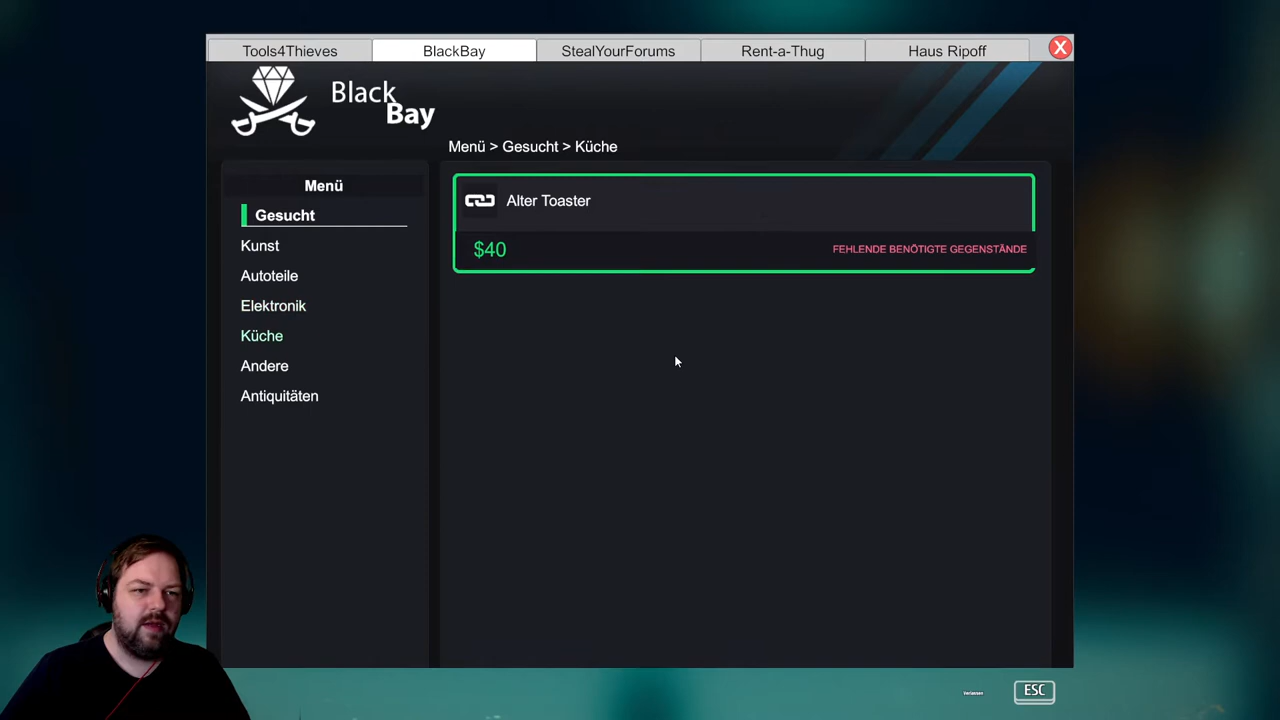 Tools4Thieves
BlackBay
StealYourForums
Rent-a-Thug
Haus Ripoff
X
Black
Bay
Menü > Gesucht > Küche
Menü
Gesucht
Kunst
Autoteile
Elektronik
Küche
Andere
Antiquitäten
Alter Toaster
$40
FEHLENDE BENÖTIGTE GEGENSTÄNDE
Verlassen
ESC